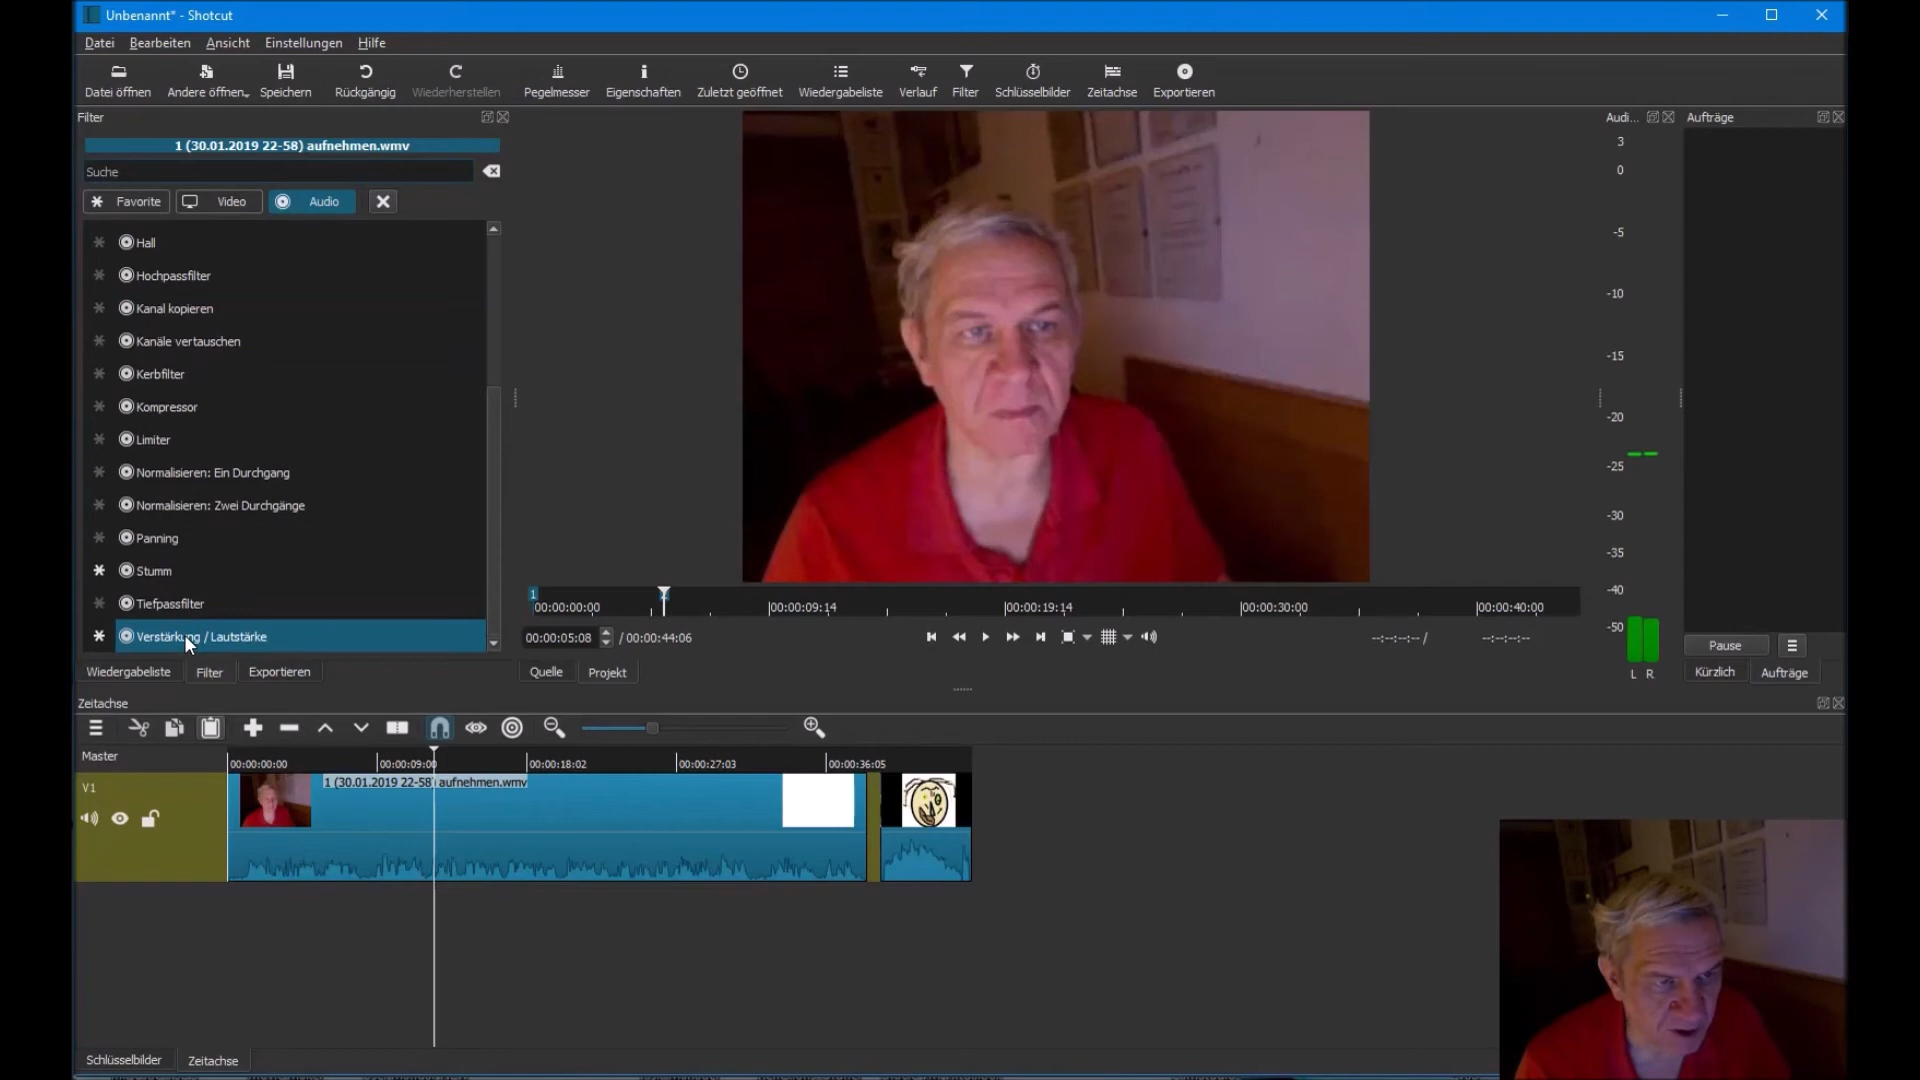 Unbenannt* - Shotcut
Datei Bearbeiten Ansicht Einstellungen Hilfe
Datei öffnen Andere öffnen Speichern Rückgängig Wiederherstellen Pegelmesser Eigenschaften Zuletzt geöffnet Wiedergabeliste Verlauf Filter Schlüsselbilder Zeitachse Exportieren
Filter
1 (30.01.2019 22-58) aufnehmen.wmv
Suche
Favorite Video Audio
Hall
Hochpassfilter
Kanal kopieren
Kanäle vertauschen
Kerbfilter
Kompressor
Limiter
Normalisieren: Ein Durchgang
Normalisieren: Zwei Durchgänge
Panning
Stumm
Tiefpassfilter
Verstärkung / Lautstärke
Wiedergabeliste Filter Exportieren
1
00:00:00:00 00:00:09:14 00:00:19:14 00:00:30:00 00:00:40:00
00:00:05:08 / 00:00:44:06 --:--:--:-- / --:--:--:--
Quelle Projekt
Audi...
3
0
-5
-10
-15
-20
-25
-30
-35
-40
-50
L R
Aufträge
Pause
Kürzlich Aufträge
Zeitachse
Master
00:00:00:00 00:00:09:00 00:00:18:02 00:00:27:03 00:00:36:05
V1
1 (30.01.2019 22-58) aufnehmen.wmv
Schlüsselbilder Zeitachse